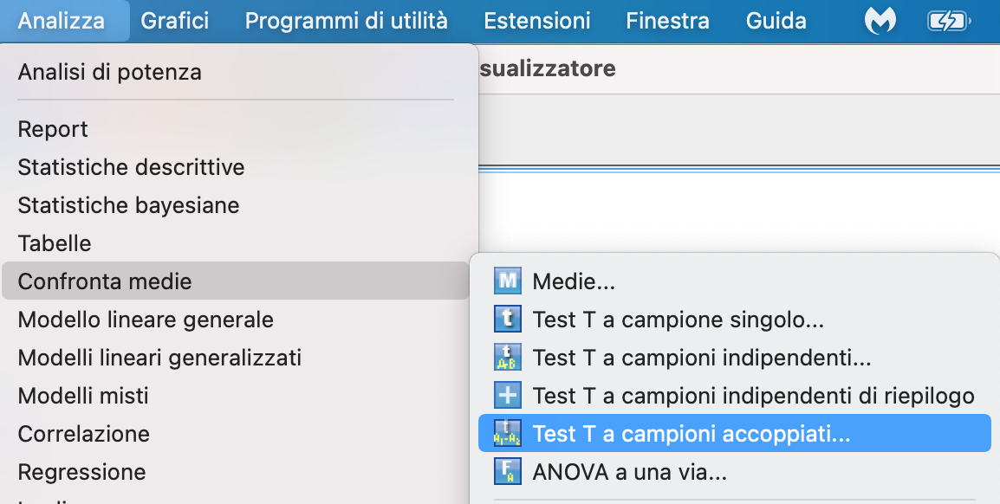 Analizza Grafici Programmi di utilità Estensioni Finestra Guida
sualizzatore
Analisi di potenza
Report
Statistiche descrittive
Statistiche bayesiane
Tabelle
Confronta medie
Modello lineare generale
Modelli lineari generalizzati
Modelli misti
Correlazione
Regressione
M Medie...
t Test T a campione singolo...
Test T a campioni indipendenti...
Test T a campioni indipendenti di riepilogo
Test T a campioni accoppiati...
ANOVA a una via...